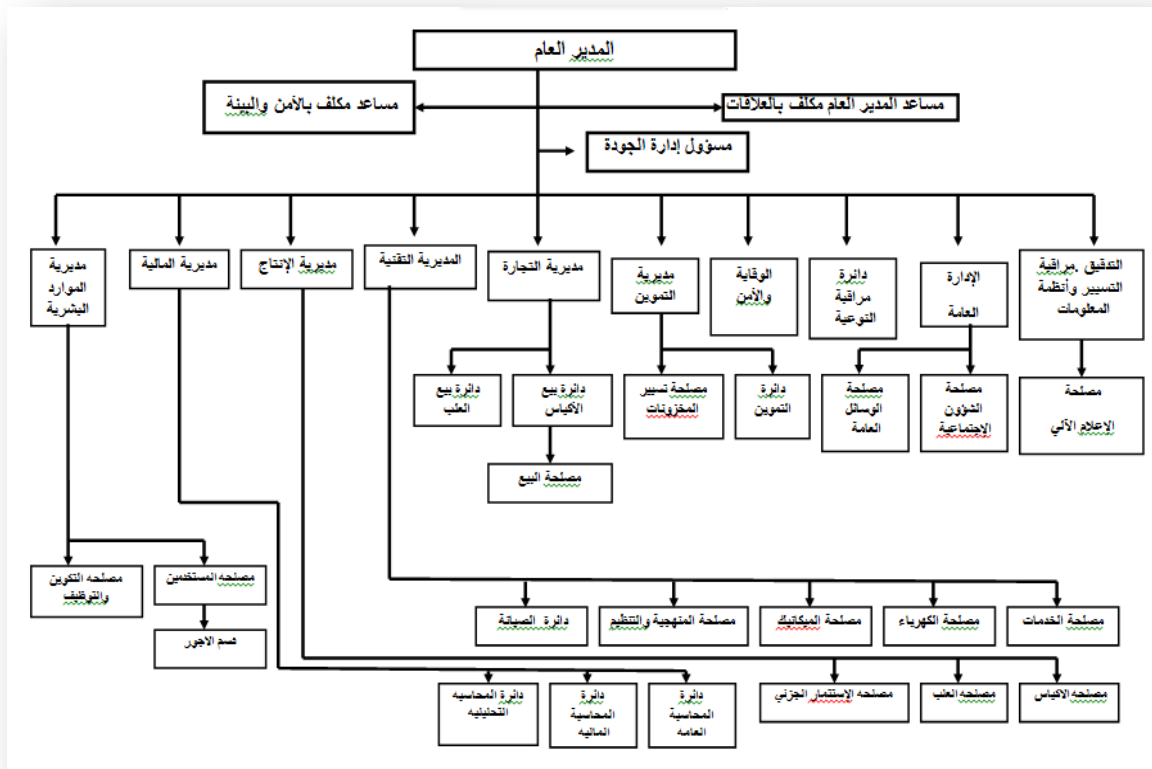 المدير العام
مساعد المدير العام مكلف بالعلاقات
مساعد مكلف بالأمن والبيئة
مسؤول إدارة الجودة
التدقيق .مراقبة
التسيير وأنظمة
المعلومات
الإدارة
العامة
دائرة
مراقبة
النوعية
الوقاية
والأمن
مديرية
التموين
مديرية التجارة
المديرية التقنية
مديرية الإنتاج
مديرية المالية
مديرية
الموارد
البشرية
مصلحة
الإعلام الآلي
مصلحة
الشؤون
الإجتماعية
مصلحة
الوسائل
العامة
دائرة
التموين
مصلحة تسيير
المخزونات
دائرة بيع
الأكياس
دائرة بيع
العلب
مصلحة البيع
مصلحه المستخدمين
مصلحه التكوين
والتوظيف
قسم الاجور
مصلحة الخدمات
مصلحة الكهرباء
مصلحة الميكانيك
مصلحة المنهجية والتنظيم
دائرة الصيانة
مصلحه الاكياس
مصلحه العلب
مصلحه الإستثمار الجزئي
دائرة
المحاسبة
العامه
دائرة
المحاسبية
الماليه
دائرة المحاسبه
التحليليه